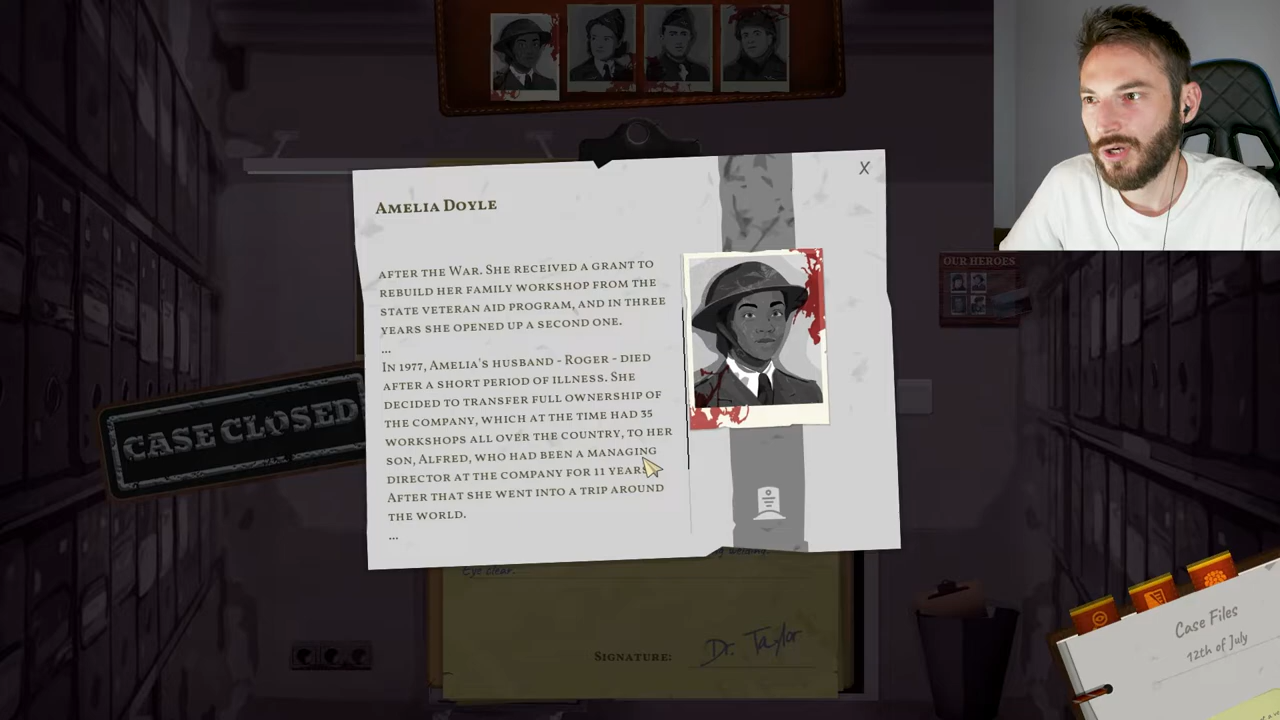 OUR HEROES
X
AMELIA DOYLE
AFTER THE WAR. SHE RECEIVED A GRANT TO
REBUILD HER FAMILY WORKSHOP FROM THE
STATE VETERAN AID PROGRAM, AND IN THREE
YEARS SHE OPENED UP A SECOND ONE.
...
IN 1977, AMELIA'S HUSBAND - ROGER - DIED
AFTER A SHORT PERIOD OF ILLNESS. SHE
DECIDED TO TRANSFER FULL OWNERSHIP OF
THE COMPANY, WHICH AT THE TIME HAD 35
WORKSHOPS ALL OVER THE COUNTRY, TO HER
SON, ALFRED, WHO HAD BEEN A MANAGING
DIRECTOR AT THE COMPANY FOR 11 YEARS.
AFTER THAT SHE WENT INTO A TRIP AROUND
THE WORLD.
...
CASE CLOSED
Eye clear.
SIGNATURE: Dr. Taylor
Case Files
12th of July